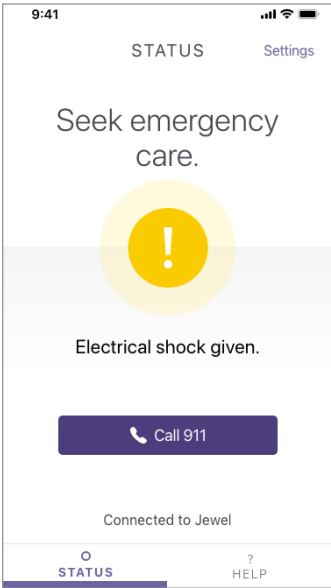 9:41
STATUS
Settings
Seek emergency
care.
!
Electrical shock given.
Call 911
Connected to Jewel
STATUS
?
HELP